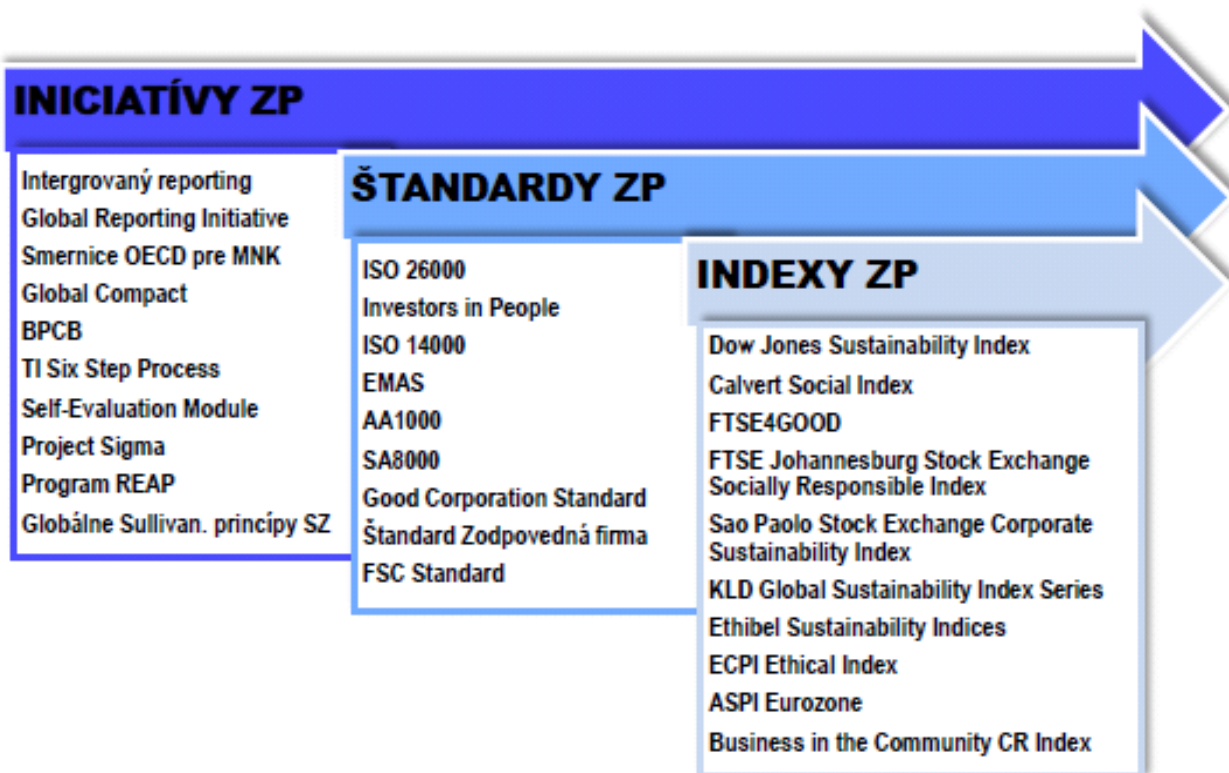 INICIATÍVY ZP
Intergrovaný reporting
Global Reporting Initiative
Smernice OECD pre MNK
Global Compact
BPCB
TI Six Step Process
Self-Evaluation Module
Project Sigma
Program REAP
Globálne Sullivan. princípy SZ
ŠTANDARDY ZP
ISO 26000
Investors in People
ISO 14000
EMAS
AA1000
SA8000
Good Corporation Standard
Štandard Zodpovedná firma
FSC Standard
INDEXY ZP
Dow Jones Sustainability Index
Calvert Social Index
FTSE4GOOD
FTSE Johannesburg Stock Exchange
Socially Responsible Index
Sao Paolo Stock Exchange Corporate
Sustainability Index
KLD Global Sustainability Index Series
Ethibel Sustainability Indices
ECPI Ethical Index
ASPI Eurozone
Business in the Community CR Index